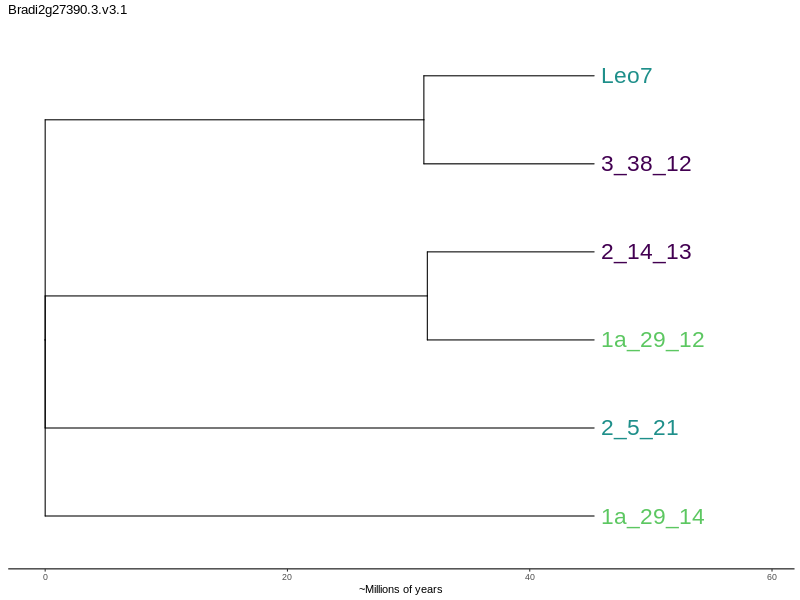 Bradi2g27390.3.v3.1
Leo7
3_38_12
2_14_13
1a_29_12
2_5_21
1a_29_14
0 20 40 60
~Millions of years